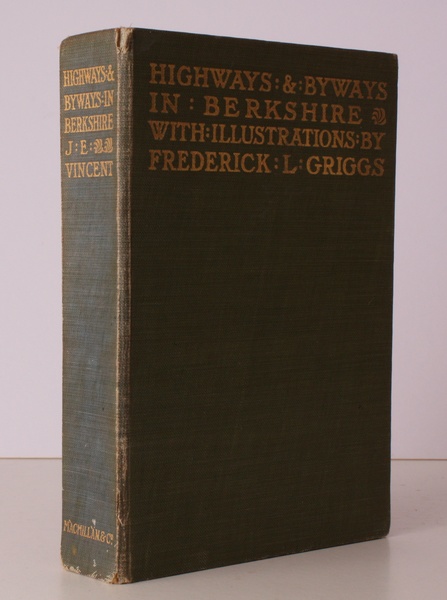 HIGHWAYS &
BYWAYS IN
BERKSHIRE
J : E :
VINCENT
MACMILLAN & Co.
HIGHWAYS : & : BYWAYS
IN : BERKSHIRE
WITH : ILLUSTRATIONS : BY
FREDERICK : L : GRIGGS